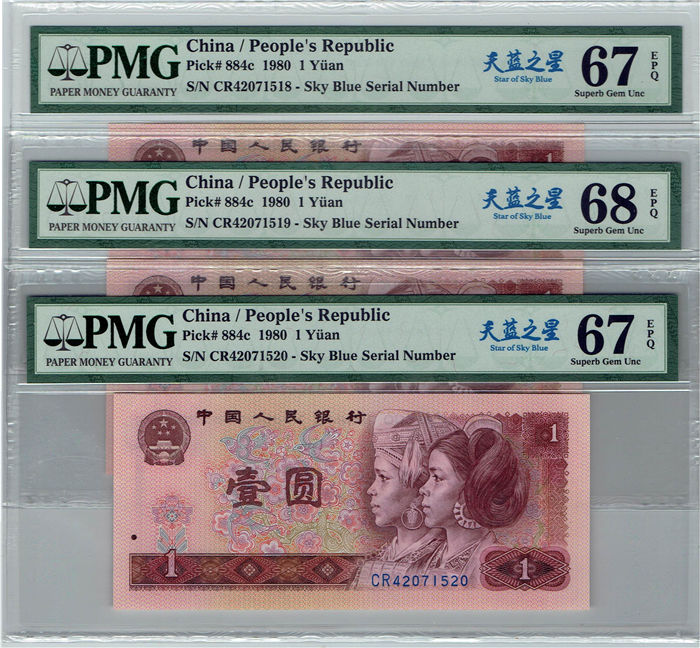 PMG
PAPER MONEY GUARANTY
China / People's Republic
Pick# 884c 1980 1 Yüan
S/N CR42071518 - Sky Blue Serial Number
天蓝之星
Star of Sky Blue
67
EPQ
Superb Gem Unc
中国人民银行
1
PMG
PAPER MONEY GUARANTY
China / People's Republic
Pick# 884c 1980 1 Yüan
S/N CR42071519 - Sky Blue Serial Number
天蓝之星
Star of Sky Blue
68
EPQ
Superb Gem Unc
中国人民银行
1
PMG
PAPER MONEY GUARANTY
China / People's Republic
Pick# 884c 1980 1 Yüan
S/N CR42071520 - Sky Blue Serial Number
天蓝之星
Star of Sky Blue
67
EPQ
Superb Gem Unc
中国人民银行
1
壹圆
1
CR42071520
1